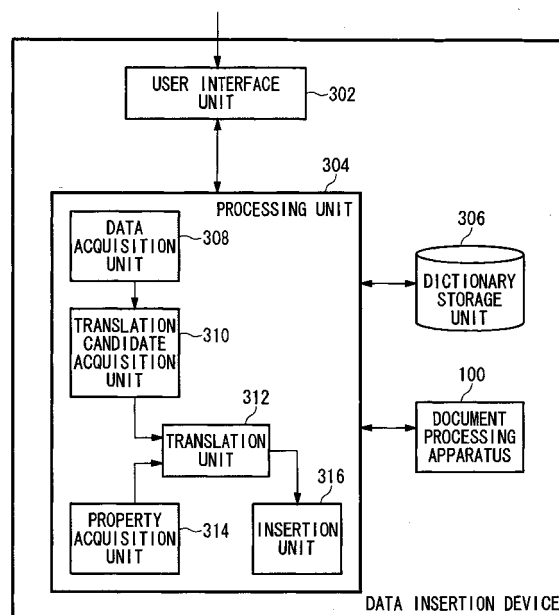 USER INTERFACE
UNIT
302
304
PROCESSING UNIT
DATA
ACQUISITION
UNIT
308
306
DICTIONARY
STORAGE
UNIT
TRANSLATION
CANDIDATE
ACQUISITION
UNIT
310
312
TRANSLATION
UNIT
100
DOCUMENT
PROCESSING
APPARATUS
316
PROPERTY
ACQUISITION
UNIT
314
INSERTION
UNIT
DATA INSERTION DEVICE